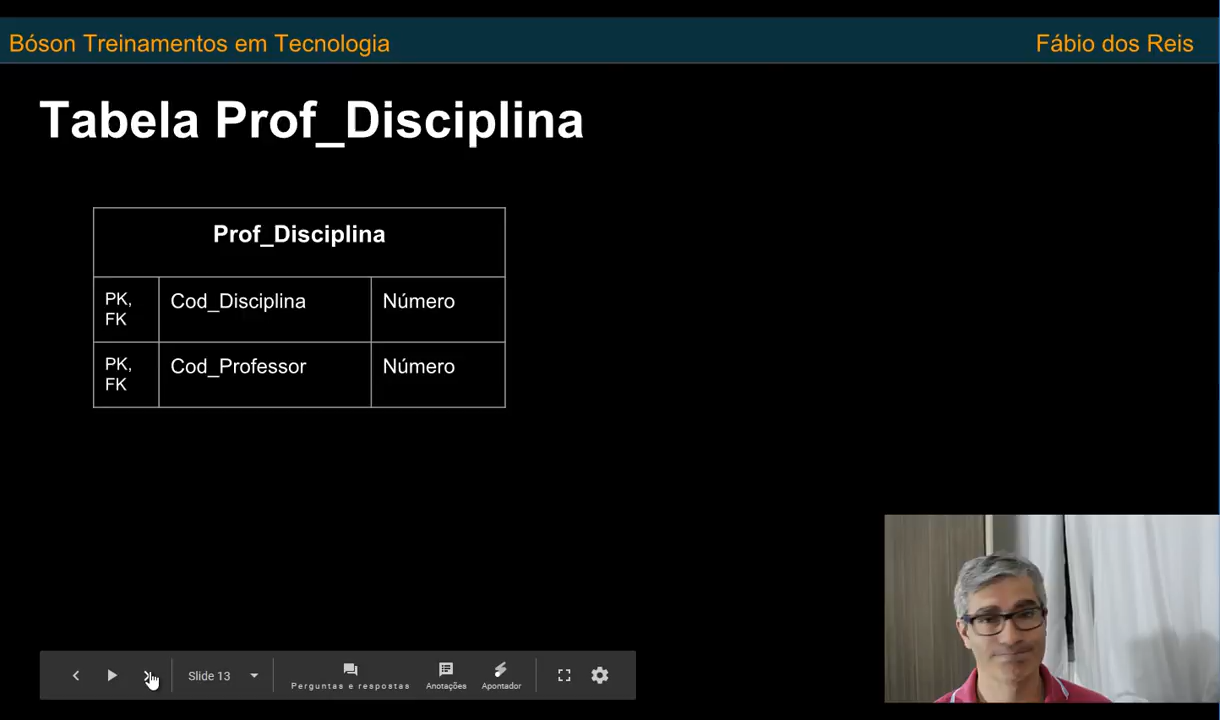 Bóson Treinamentos em Tecnologia
Fábio dos Reis
Tabela Prof_Disciplina
Prof_Disciplina
PK, FK
Cod_Disciplina
Número
PK, FK
Cod_Professor
Número
Slide 13
Perguntas e respostas
Anotações
Apontador